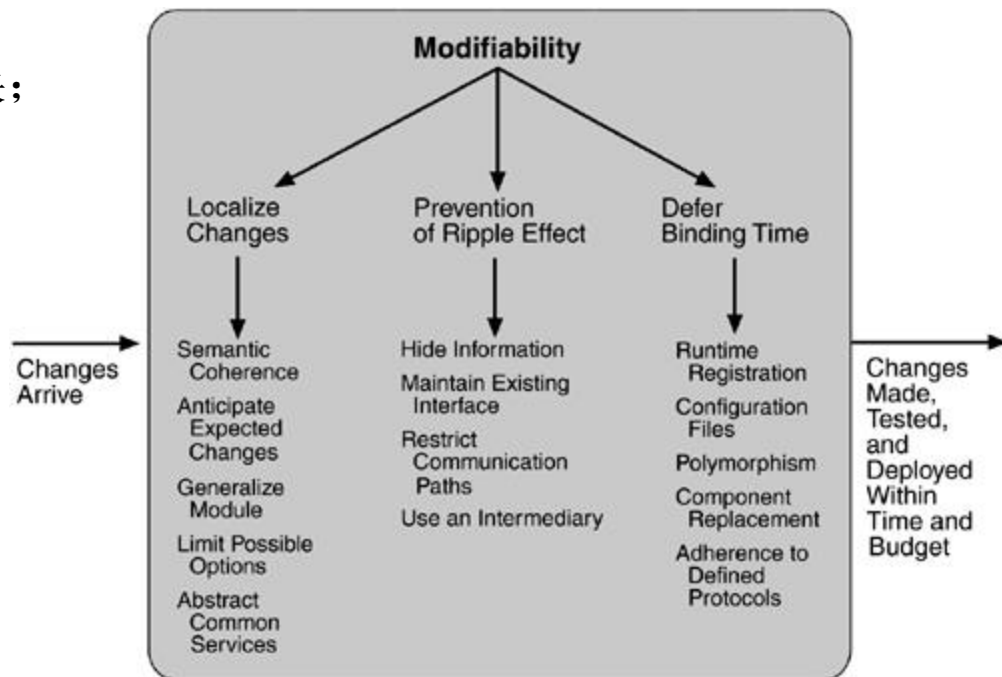 ;
Modifiability
Localize
Changes
Prevention
of Ripple Effect
Defer
Binding Time
Changes
Arrive
Semantic
Coherence
Anticipate
Expected
Changes
Generalize
Module
Limit Possible
Options
Abstract
Common
Services
Hide Information
Maintain Existing
Interface
Restrict
Communication
Paths
Use an Intermediary
Runtime
Registration
Configuration
Files
Polymorphism
Component
Replacement
Adherence to
Defined
Protocols
Changes
Made,
Tested,
and
Deployed
Within
Time and
Budget